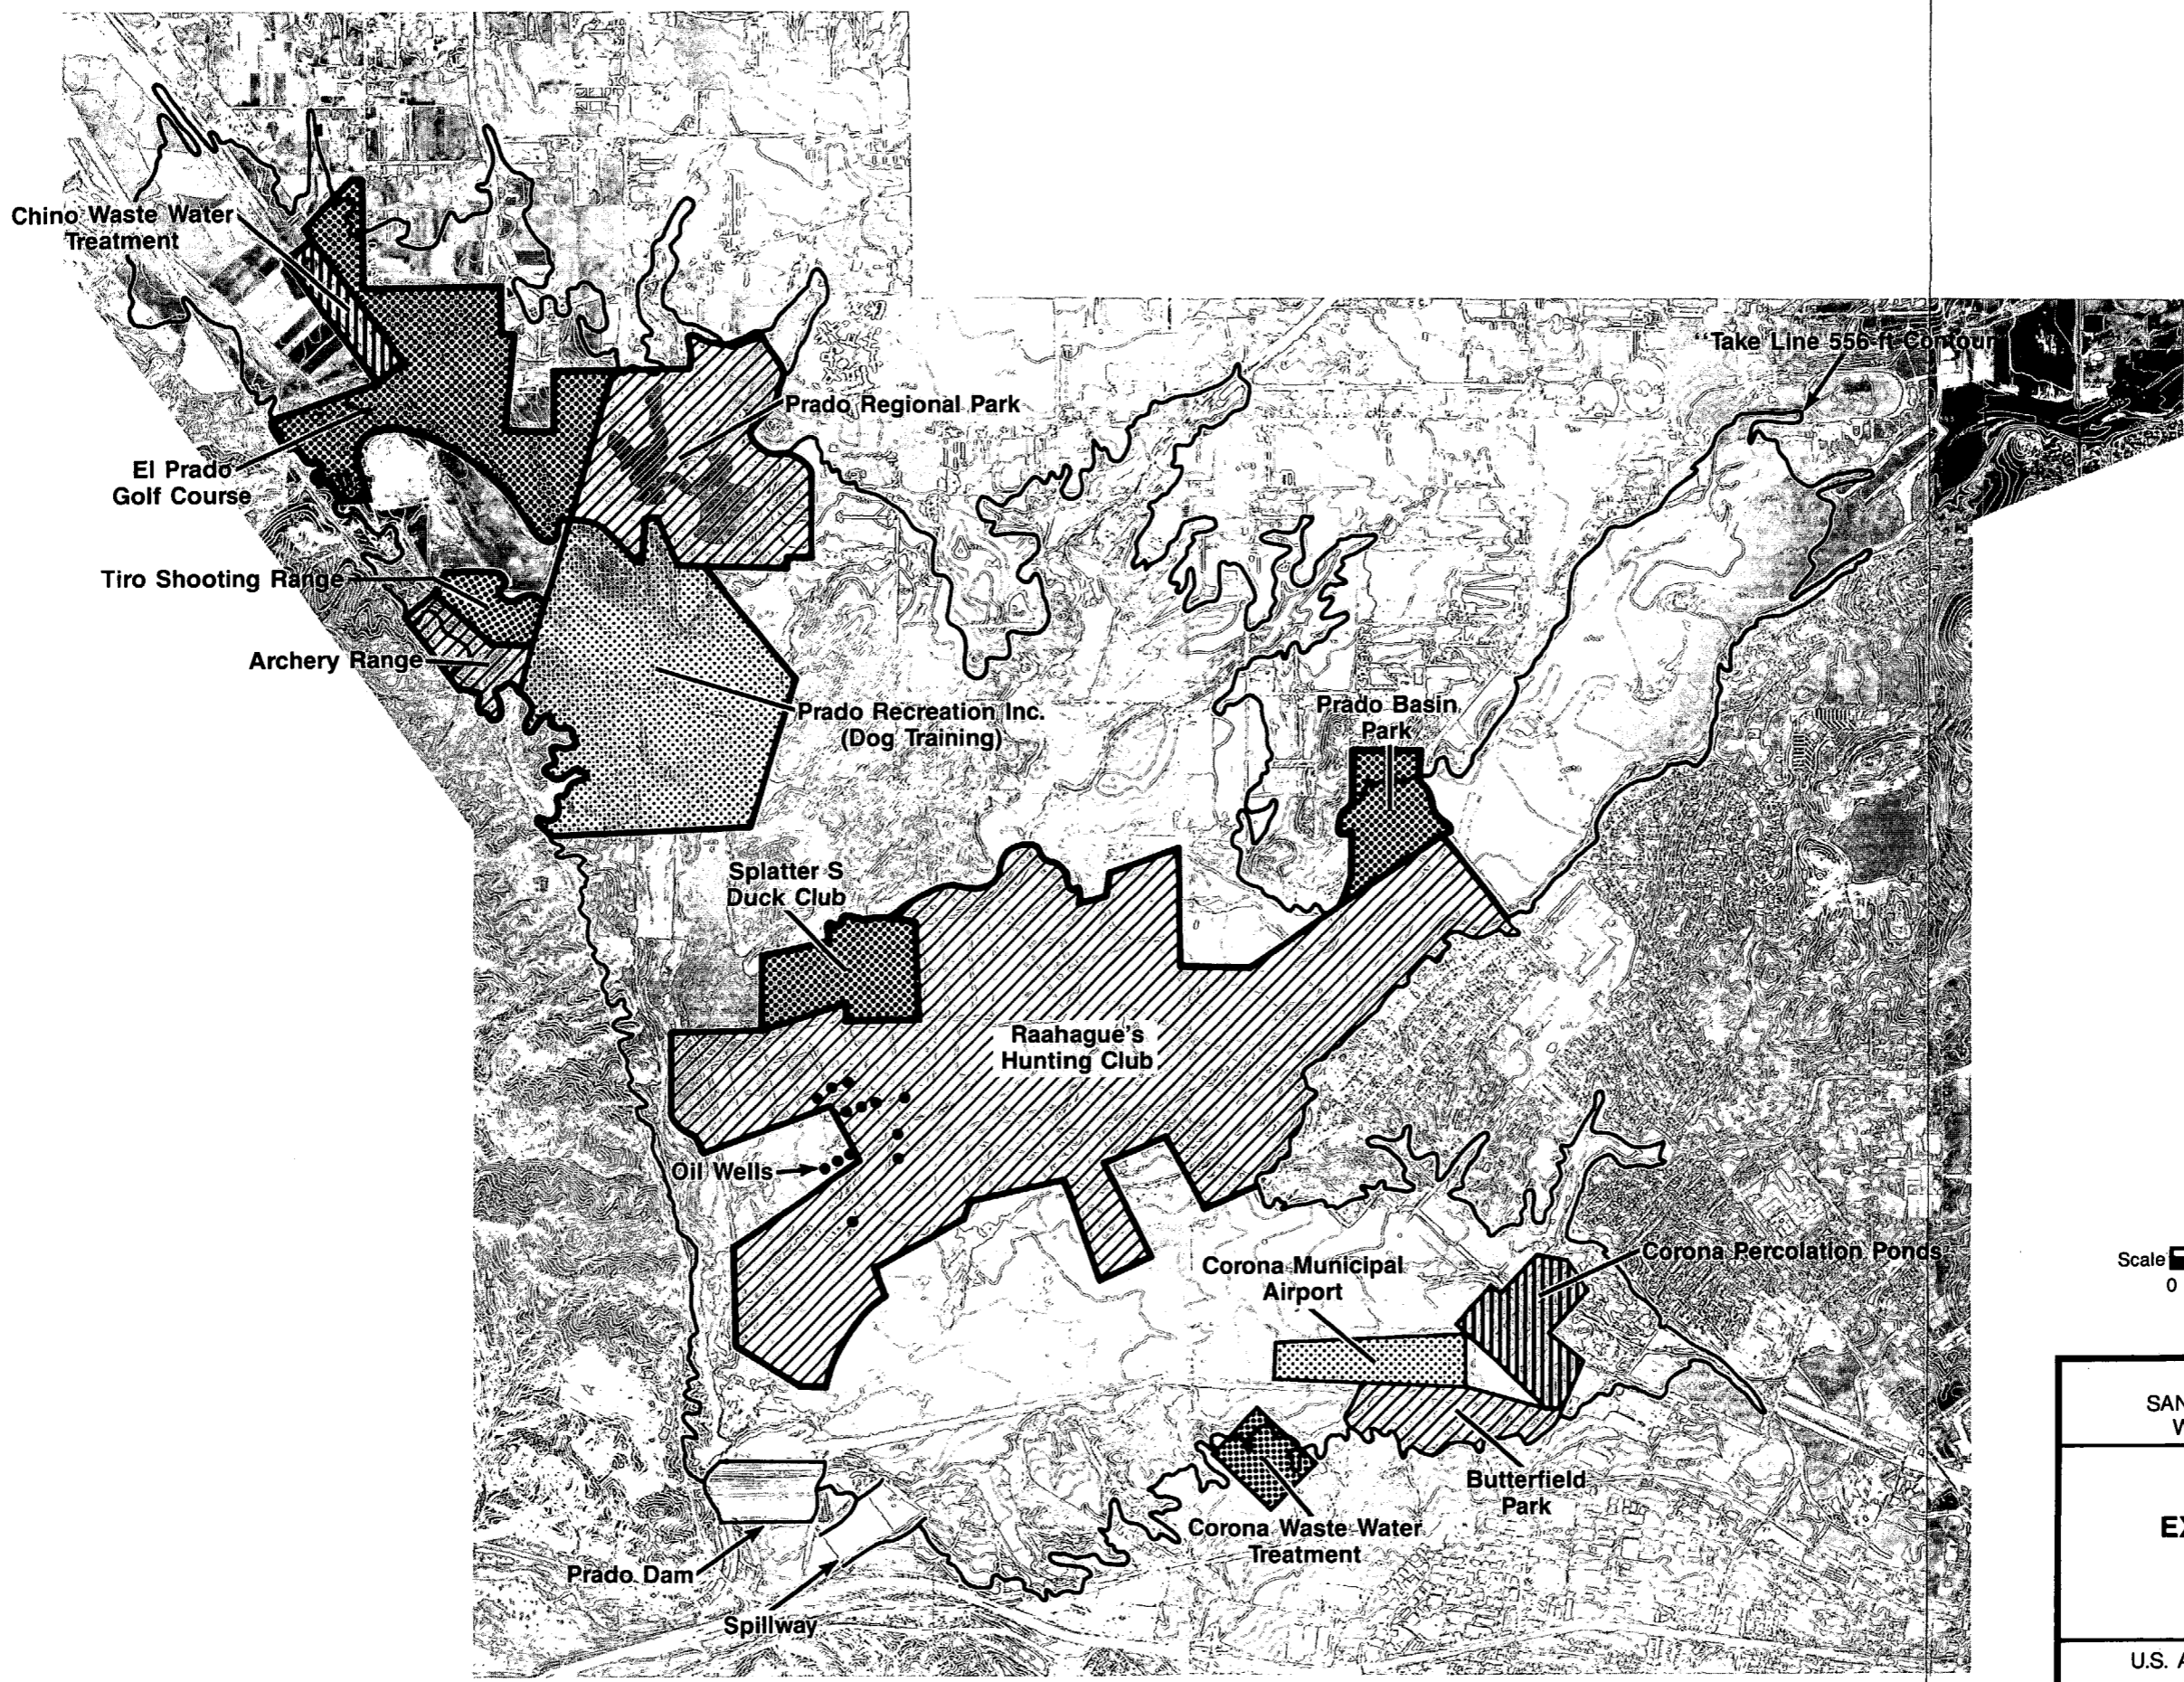 Chino Waste Water
Treatment
"Take Line 556-ft Contour
Prado Regional Park
El Prado
Golf Course
Tiro Shooting Range
Archery Range
Prado Recreation Inc.
(Dog Training)
Prado Basin
Park
Splatter S
Duck Club
Raahague's
Hunting Club
Oil Wells
Corona Municipal
Airport
Corona Percolation Ponds
Scale
0
Butterfield
Park
Corona Waste Water
Treatment
Prado Dam
Spillway
SAN
EX
U.S.